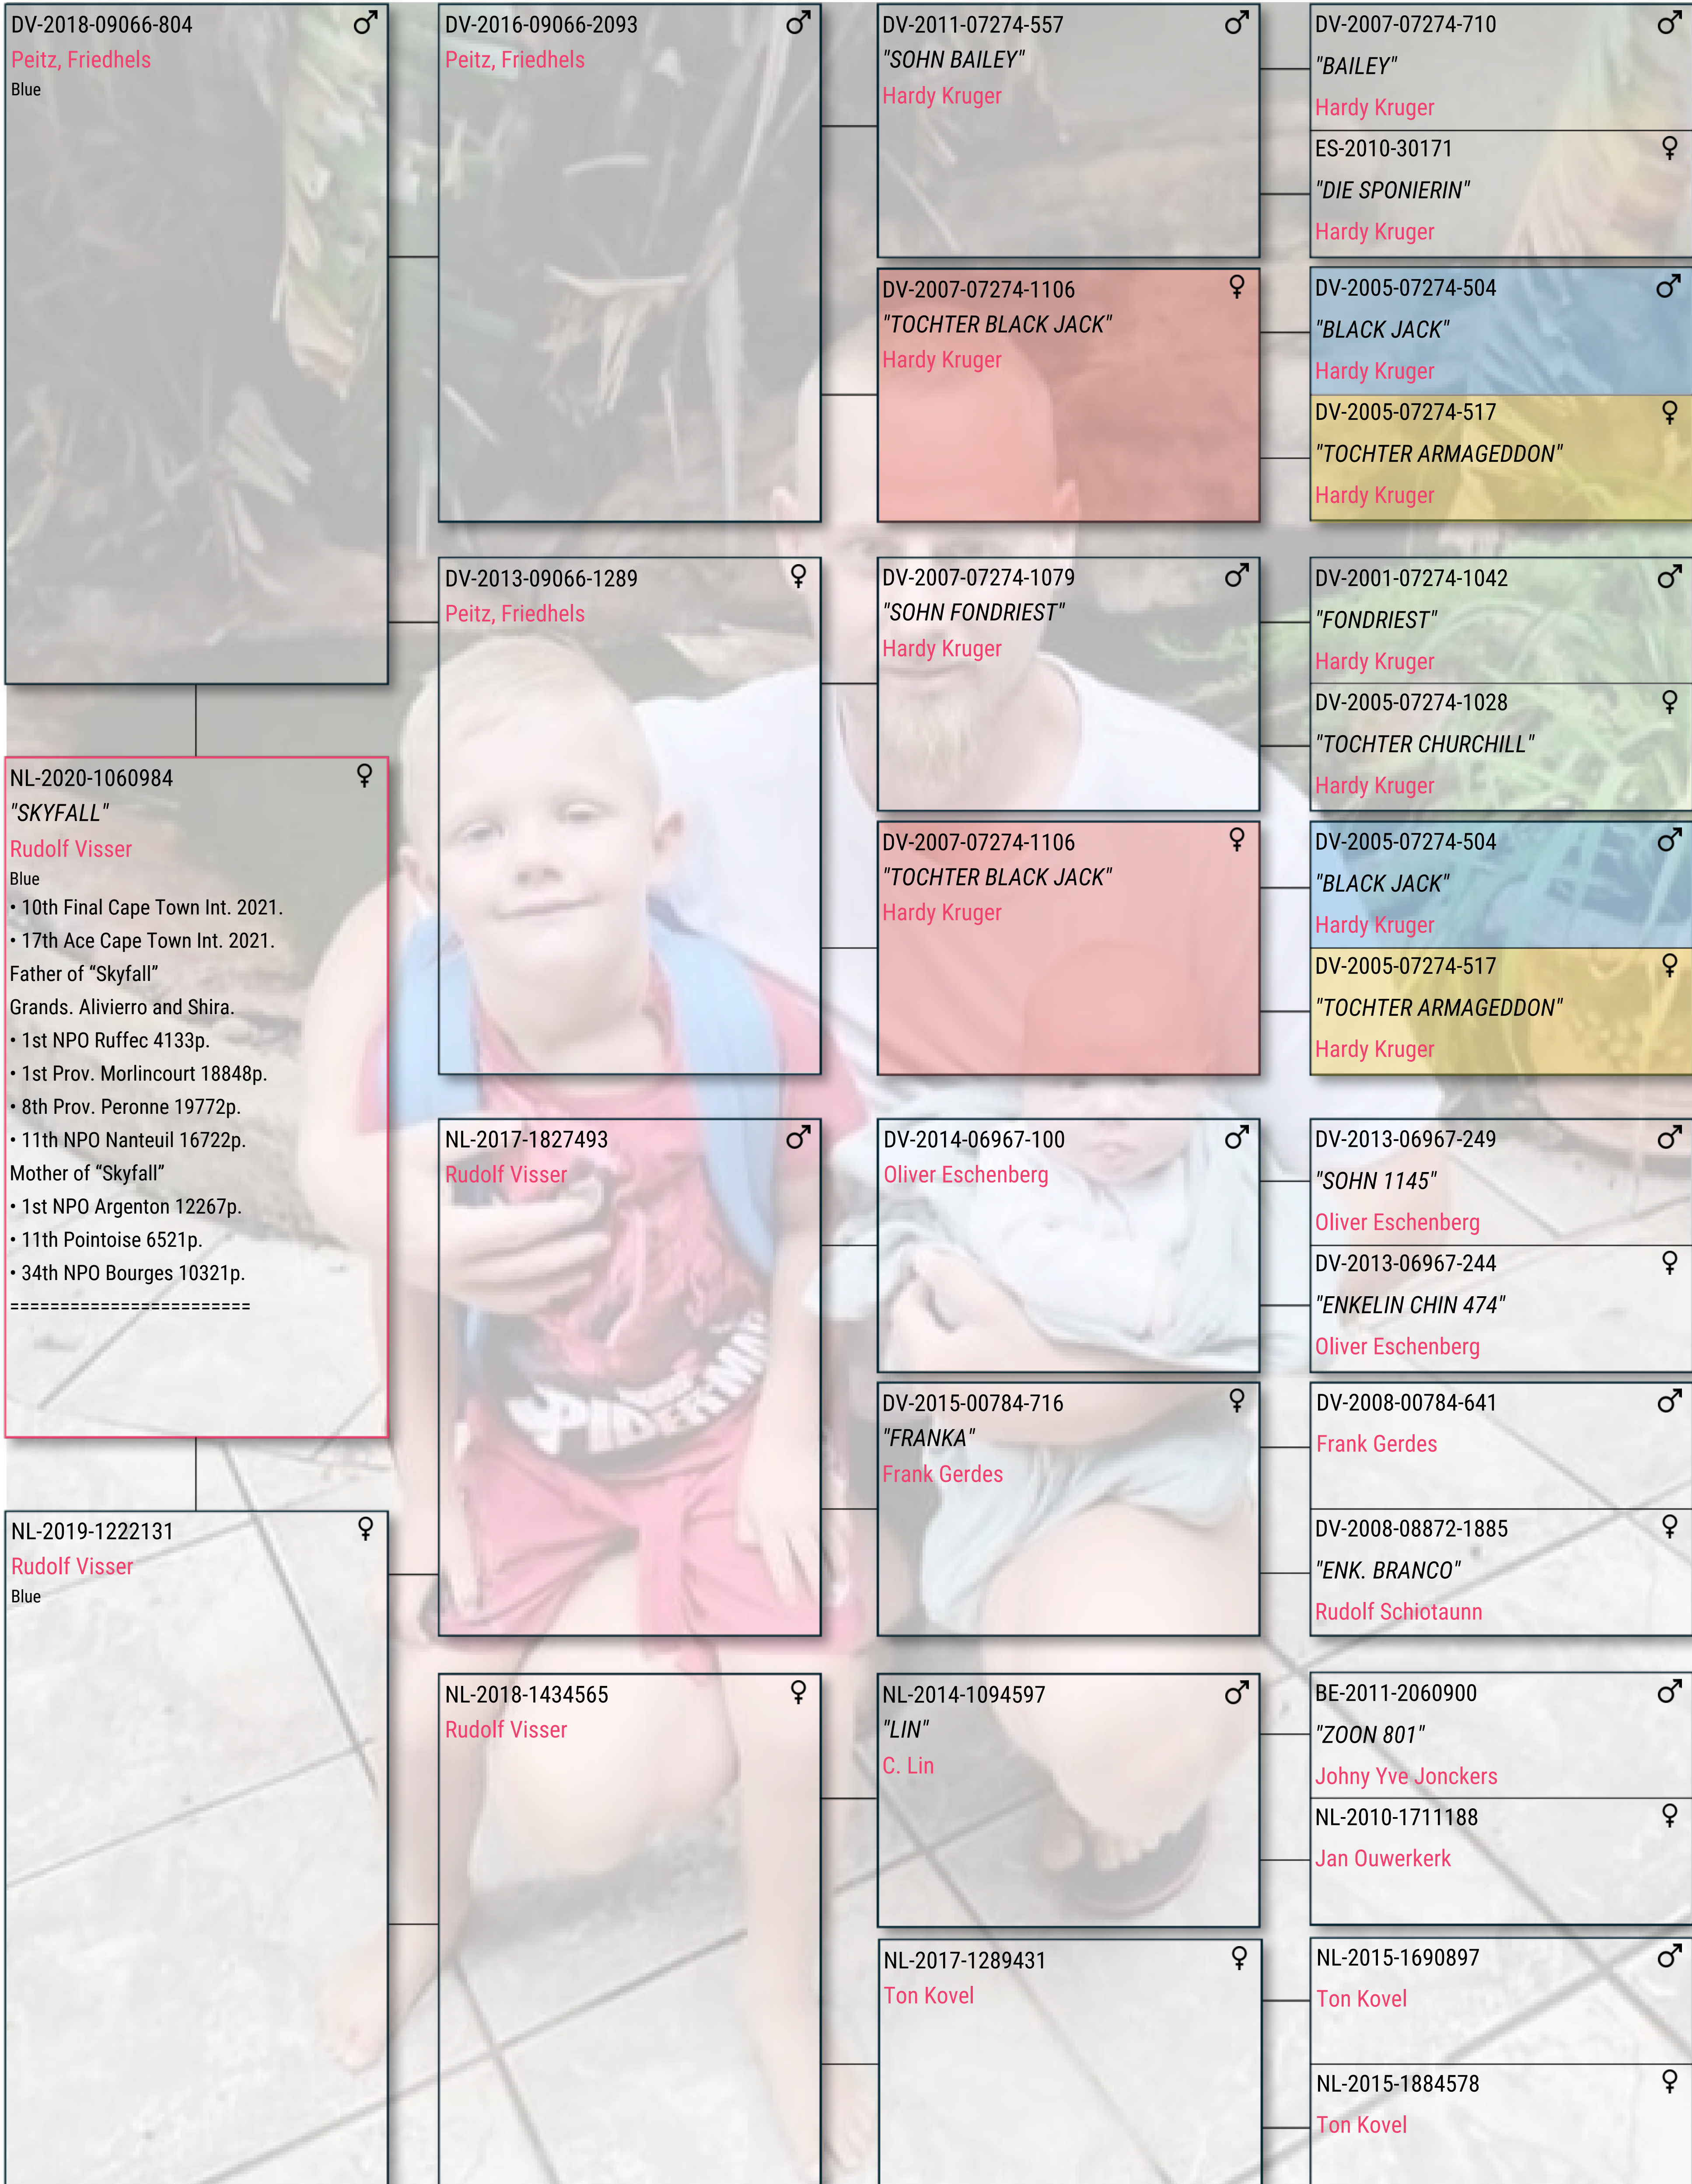 DV-2018-09066-804 ♂
Peitz, Friedhels
Blue
NL-2020-1060984 ♀
"SKYFALL"
Rudolf Visser
Blue
• 10th Final Cape Town Int. 2021.
• 17th Ace Cape Town Int. 2021.
Father of “Skyfall”
Grands. Alivierro and Shira.
• 1st NPO Ruffec 4133p.
• 1st Prov. Morlincourt 18848p.
• 8th Prov. Peronne 19772p.
• 11th NPO Nanteuil 16722p.
Mother of “Skyfall”
• 1st NPO Argenton 12267p.
• 11th Pointoise 6521p.
• 34th NPO Bourges 10321p.
========================
NL-2019-1222131 ♀
Rudolf Visser
Blue
DV-2016-09066-2093 ♂
Peitz, Friedhels
DV-2013-09066-1289 ♀
Peitz, Friedhels
NL-2017-1827493 ♂
Rudolf Visser
NL-2018-1434565 ♀
Rudolf Visser
DV-2011-07274-557 ♂
"SOHN BAILEY"
Hardy Kruger
DV-2007-07274-1106 ♀
"TOCHTER BLACK JACK"
Hardy Kruger
DV-2007-07274-1079 ♂
"SOHN FONDRIEST"
Hardy Kruger
DV-2007-07274-1106 ♀
"TOCHTER BLACK JACK"
Hardy Kruger
DV-2014-06967-100 ♂
Oliver Eschenberg
DV-2015-00784-716 ♀
"FRANKA"
Frank Gerdes
NL-2014-1094597 ♂
"LIN"
C. Lin
NL-2017-1289431 ♀
Ton Kovel
DV-2007-07274-710 ♂
"BAILEY"
Hardy Kruger
ES-2010-30171 ♀
"DIE SPONIERIN"
Hardy Kruger
DV-2005-07274-504 ♂
"BLACK JACK"
Hardy Kruger
DV-2005-07274-517 ♀
"TOCHTER ARMAGEDDON"
Hardy Kruger
DV-2001-07274-1042 ♂
"FONDRIEST"
Hardy Kruger
DV-2005-07274-1028 ♀
"TOCHTER CHURCHILL"
Hardy Kruger
DV-2005-07274-504 ♂
"BLACK JACK"
Hardy Kruger
DV-2005-07274-517 ♀
"TOCHTER ARMAGEDDON"
Hardy Kruger
DV-2013-06967-249 ♂
"SOHN 1145"
Oliver Eschenberg
DV-2013-06967-244 ♀
"ENKELIN CHIN 474"
Oliver Eschenberg
DV-2008-00784-641 ♂
Frank Gerdes
DV-2008-08872-1885 ♀
"ENK. BRANCO"
Rudolf Schiotaunn
BE-2011-2060900 ♂
"ZOON 801"
Johny Yve Jonckers
NL-2010-1711188 ♀
Jan Ouwerkerk
NL-2015-1690897 ♂
Ton Kovel
NL-2015-1884578 ♀
Ton Kovel